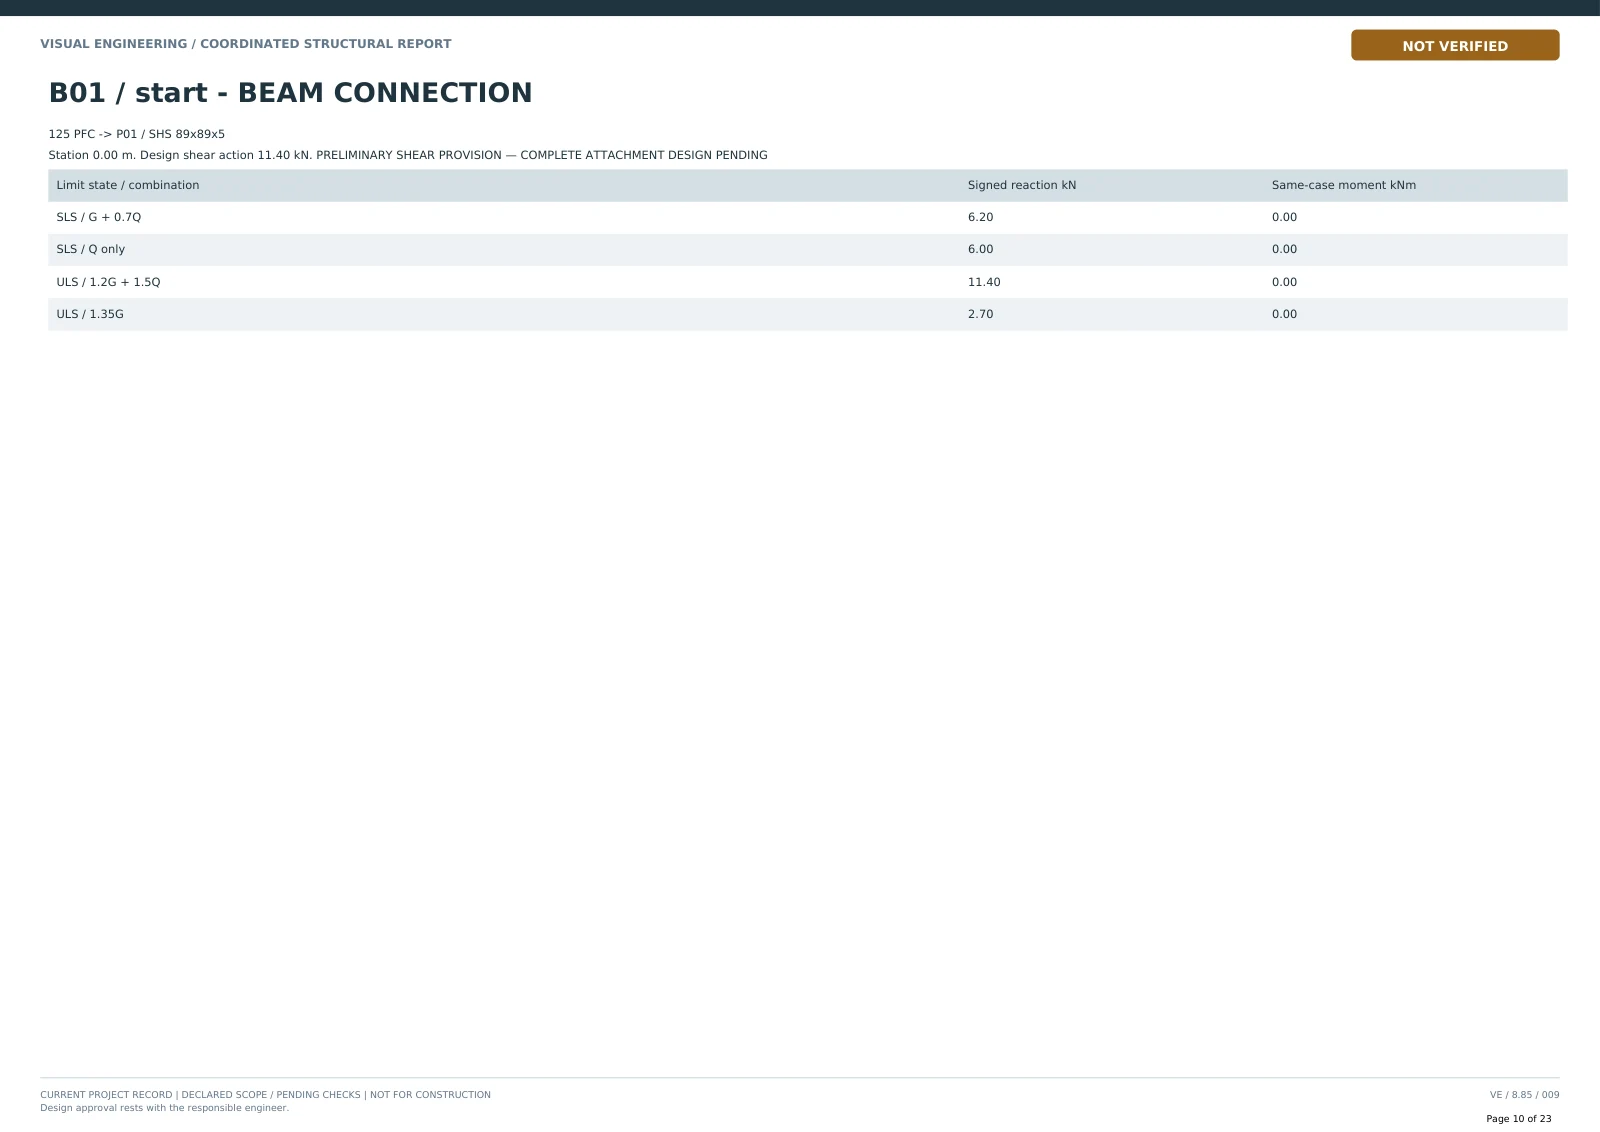 VISUAL ENGINEERING / COORDINATED STRUCTURAL REPORT
NOT VERIFIED
B01 / start - BEAM CONNECTION
125 PFC -> P01 / SHS 89x89x5
Station 0.00 m. Design shear action 11.40 kN. PRELIMINARY SHEAR PROVISION — COMPLETE ATTACHMENT DESIGN PENDING
Limit state / combination Signed reaction kN Same-case moment kNm
SLS / G + 0.7Q 6.20 0.00
SLS / Q only 6.00 0.00
ULS / 1.2G + 1.5Q 11.40 0.00
ULS / 1.35G 2.70 0.00
CURRENT PROJECT RECORD | DECLARED SCOPE / PENDING CHECKS | NOT FOR CONSTRUCTION
VE / 8.85 / 009
Design approval rests with the responsible engineer.
Page 10 of 23